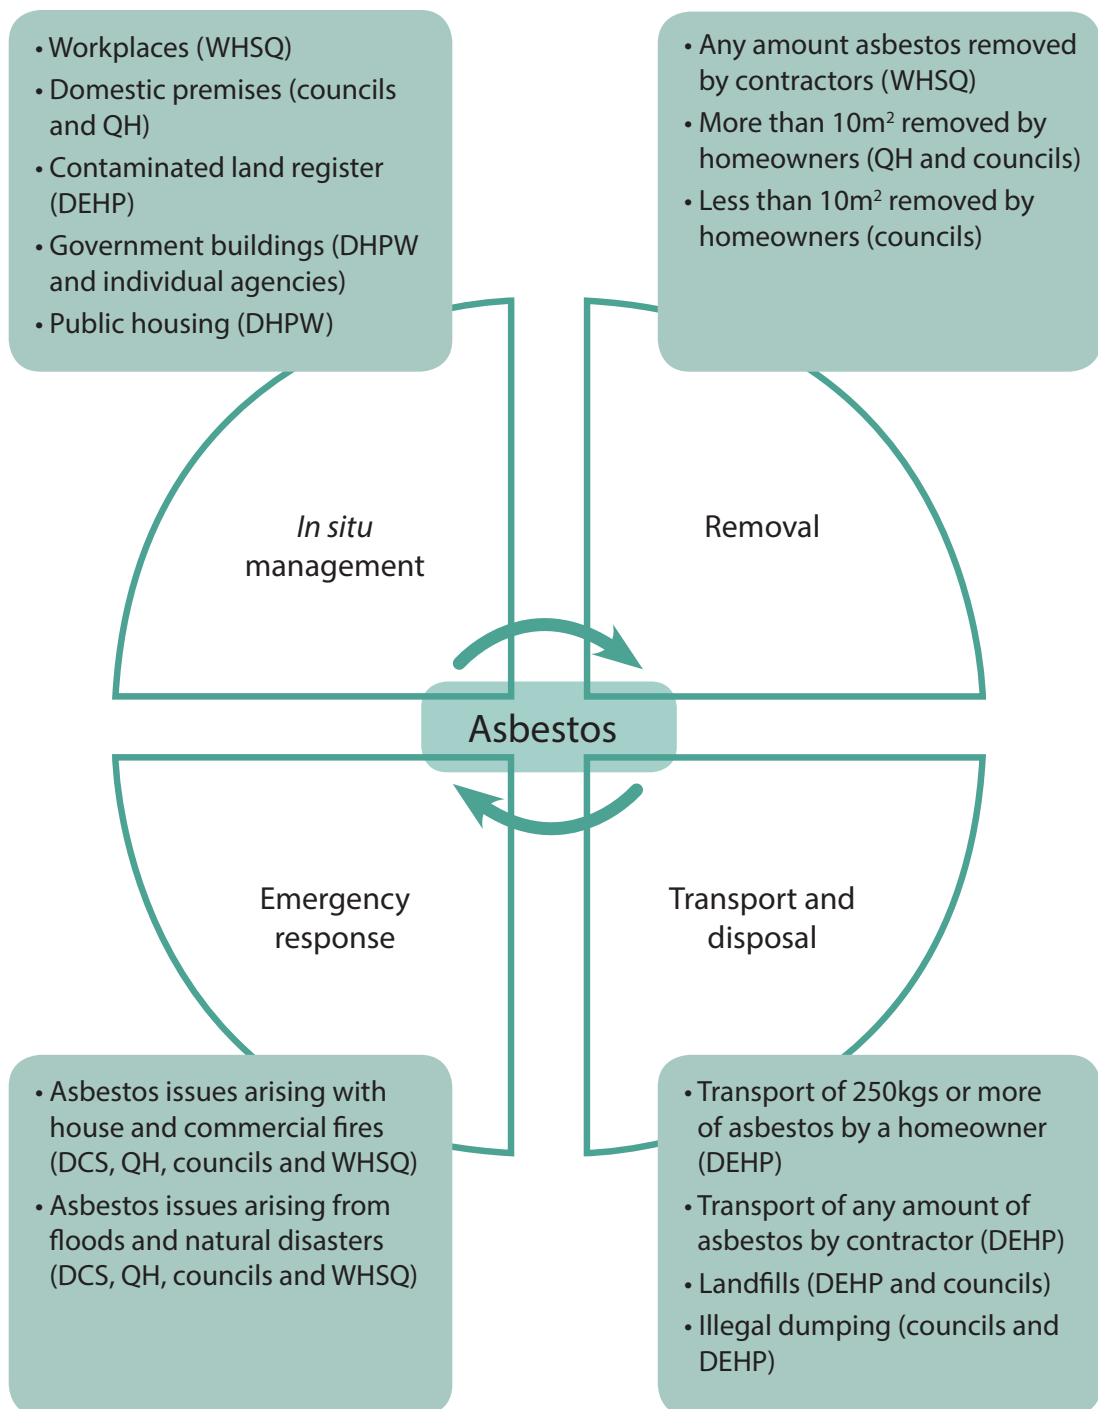 • Workplaces (WHSQ)
• Domestic premises (councils
and QH)
• Contaminated land register
(DEHP)
• Government buildings (DHPW
and individual agencies)
• Public housing (DHPW)
• Any amount asbestos removed
by contractors (WHSQ)
• More than 10m² removed by
homeowners (QH and councils)
• Less than 10m² removed by
homeowners (councils)
In situ
management
Removal
Asbestos
Emergency
response
Transport and
disposal
• Asbestos issues arising with
house and commercial fires
(DCS, QH, councils and WHSQ)
• Asbestos issues arising from
floods and natural disasters
(DCS, QH, councils and WHSQ)
• Transport of 250kgs or more
of asbestos by a homeowner
(DEHP)
• Transport of any amount of
asbestos by contractor (DEHP)
• Landfills (DEHP and councils)
• Illegal dumping (councils and
DEHP)